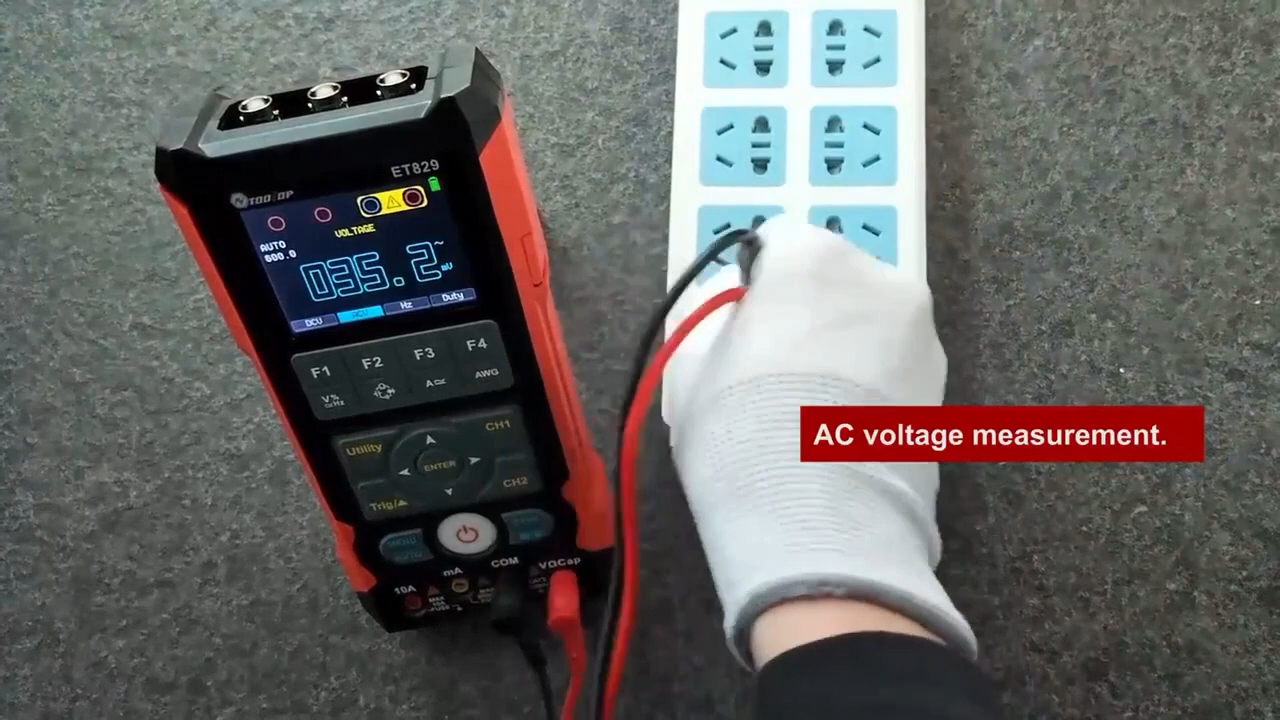 ET829
TOOLTOP
VOLTAGE
AUTO
600.0
035.2~
mV
DCV ACV Hz Duty
F1 F2 F3 F4
V% AWG
A≂
Utility CH1
ENTER
Trig/▲ CH2
COM VΩCap
10A mA
AC voltage measurement.